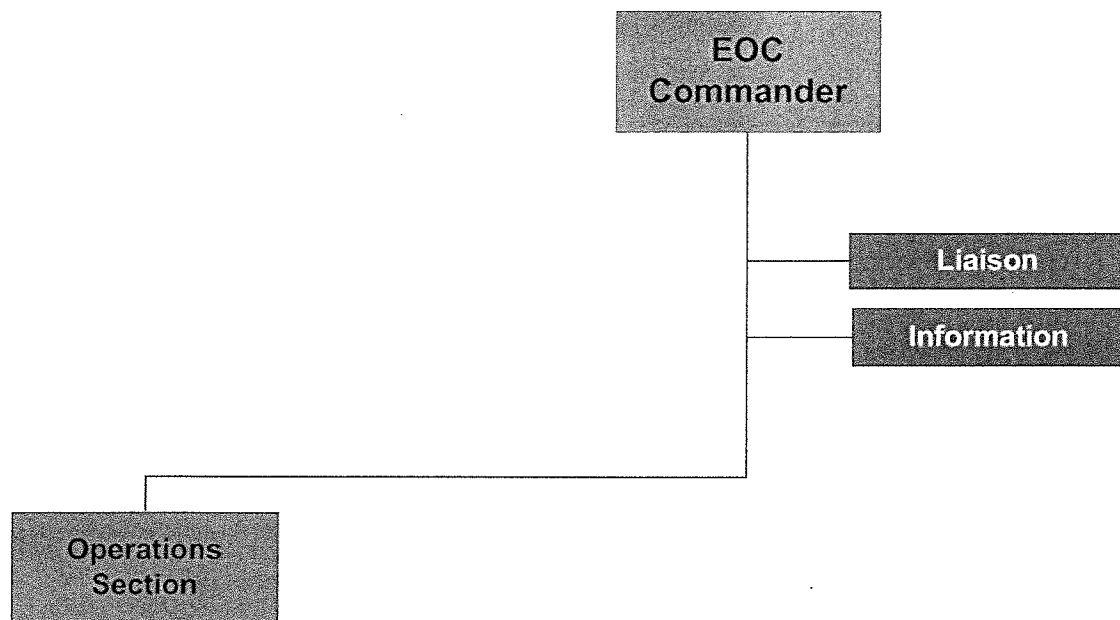 EOC
Commander
Liaison
Information
Operations
Section